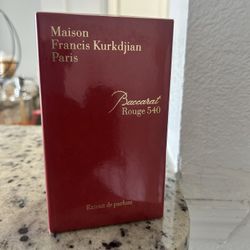 Maison
Francis Kurkdjian
Paris
Baccarat
Rouge 540
Extrait de parfum